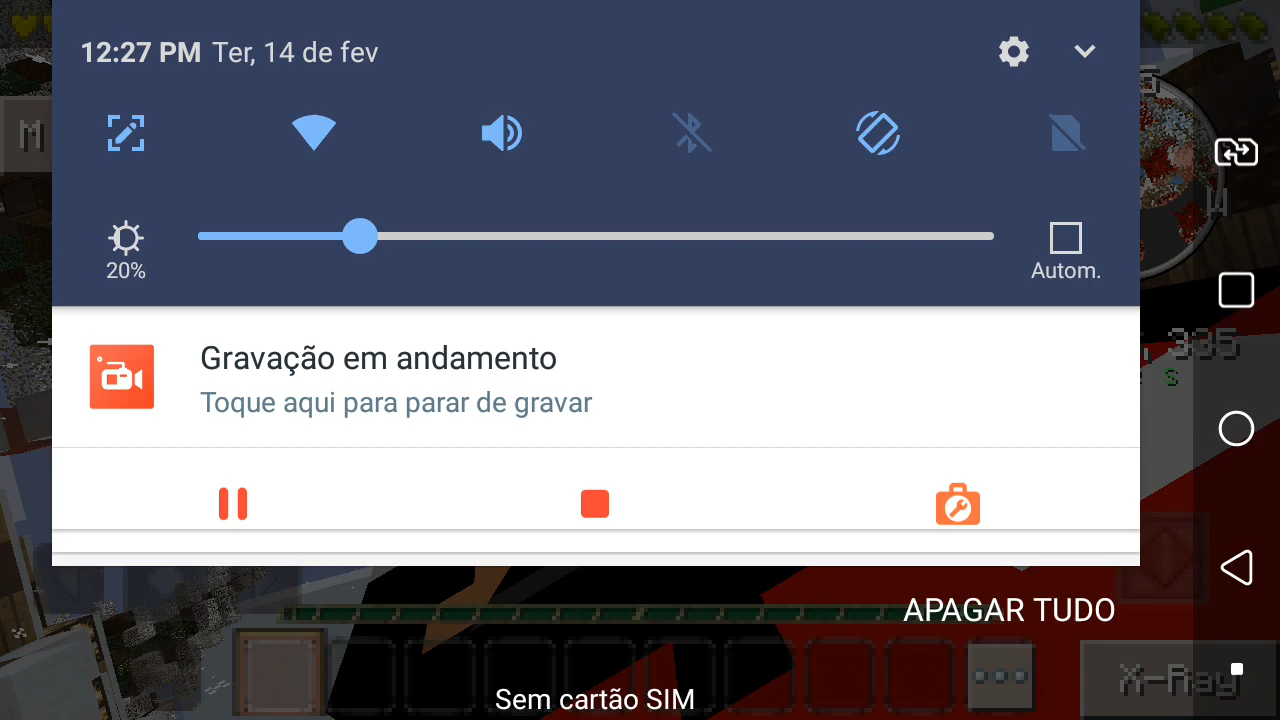 12:27 PM Ter, 14 de fev
M
W
20%
Autom.
Gravação em andamento
Toque aqui para parar de gravar
335
S
APAGAR TUDO
X-Ray
Sem cartão SIM